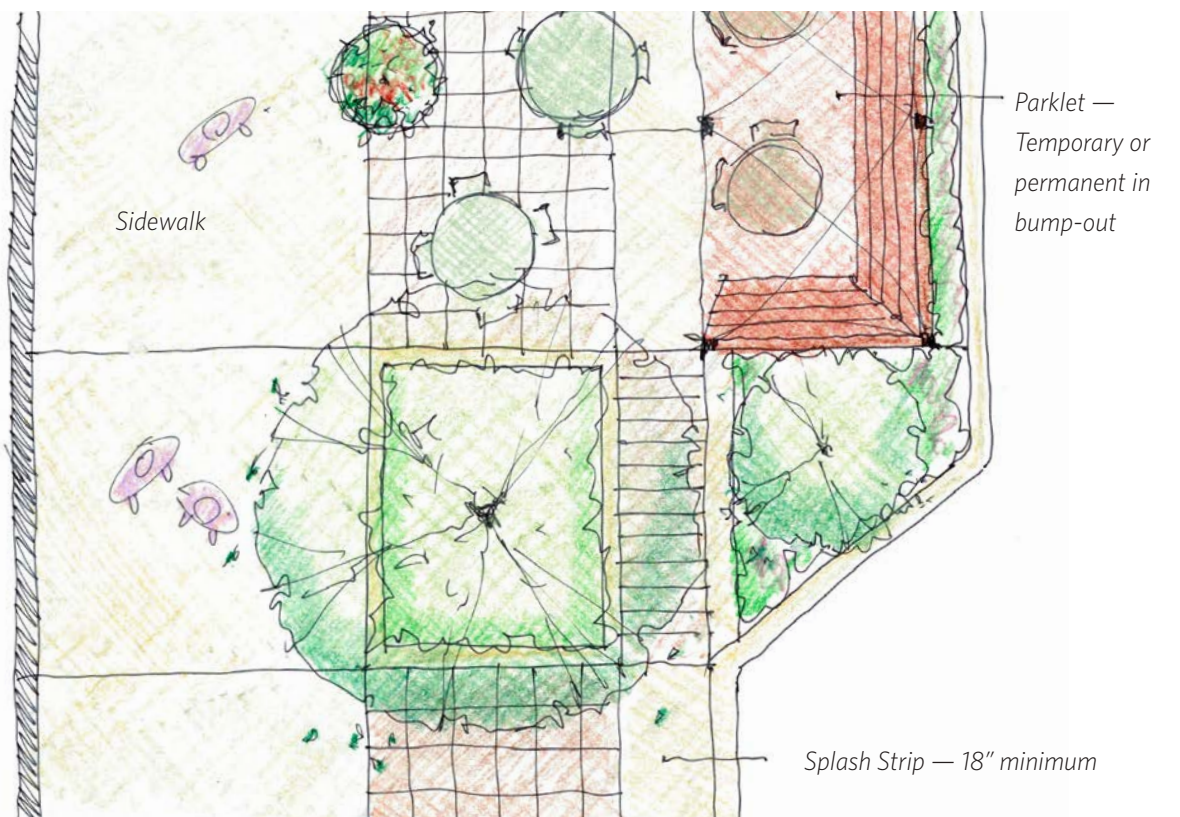 Parklet —
Temporary or
permanent in
bump-out
Sidewalk
Splash Strip — 18” minimum